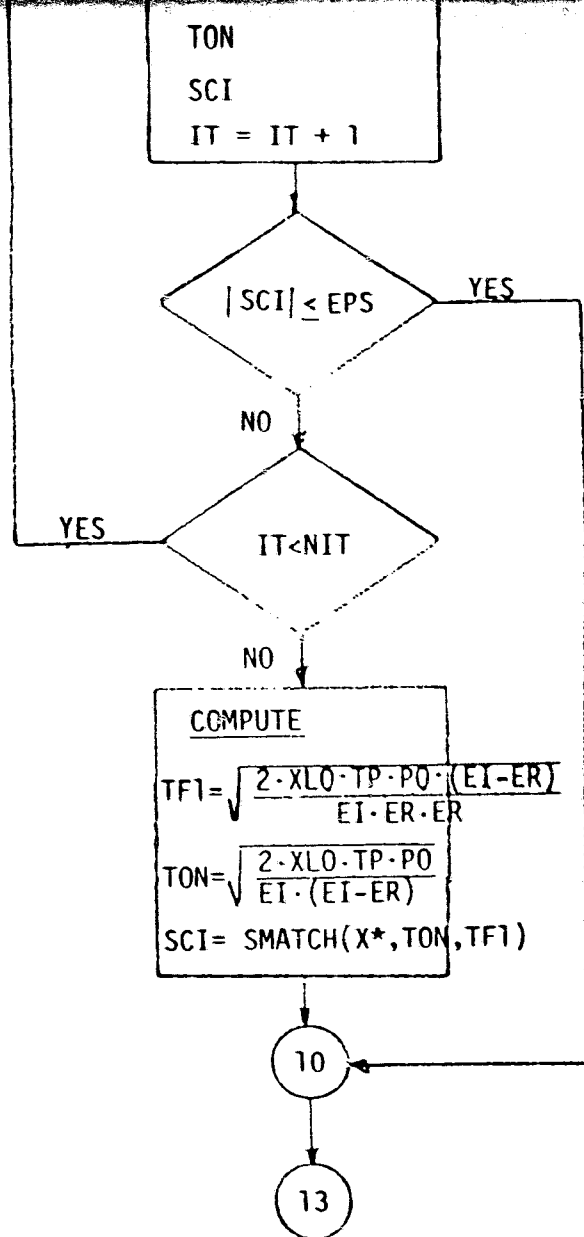 TON
SCI
IT = IT + 1
|SCI| ≤ EPS
YES
NO
IT<NIT
YES
NO
COMPUTE
TF1=√(2·XLO·TP·PO·(EI-ER) / EI·ER·ER)
TON=√(2·XLO·TP·PO / EI·(EI-ER))
SCI= SMATCH(X*,TON,TF1)
10
13